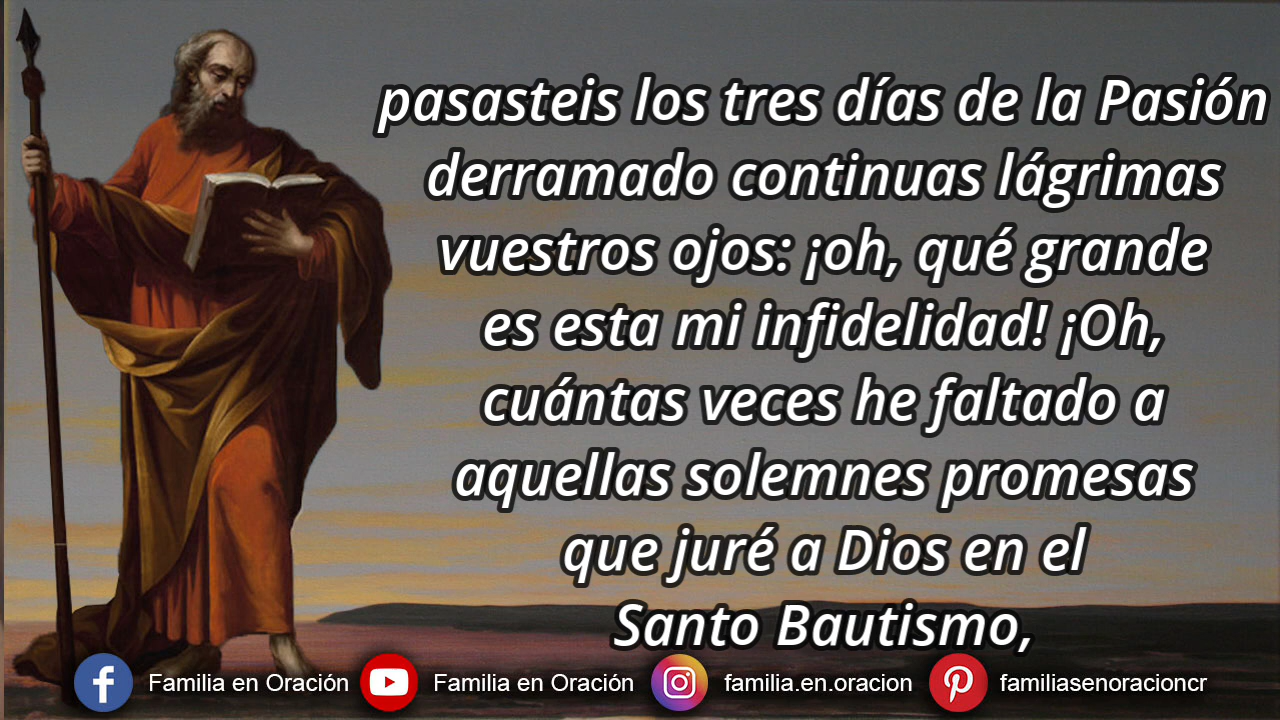 pasasteis los tres días de la Pasión
derramado continuas lágrimas
vuestros ojos: ¡oh, qué grande
es esta mi infidelidad! ¡Oh,
cuántas veces he faltado a
aquellas solemnes promesas
que juré a Dios en el
Santo Bautismo,
Familia en Oración Familia en Oración familia.en.oracion familiasenoracioncr